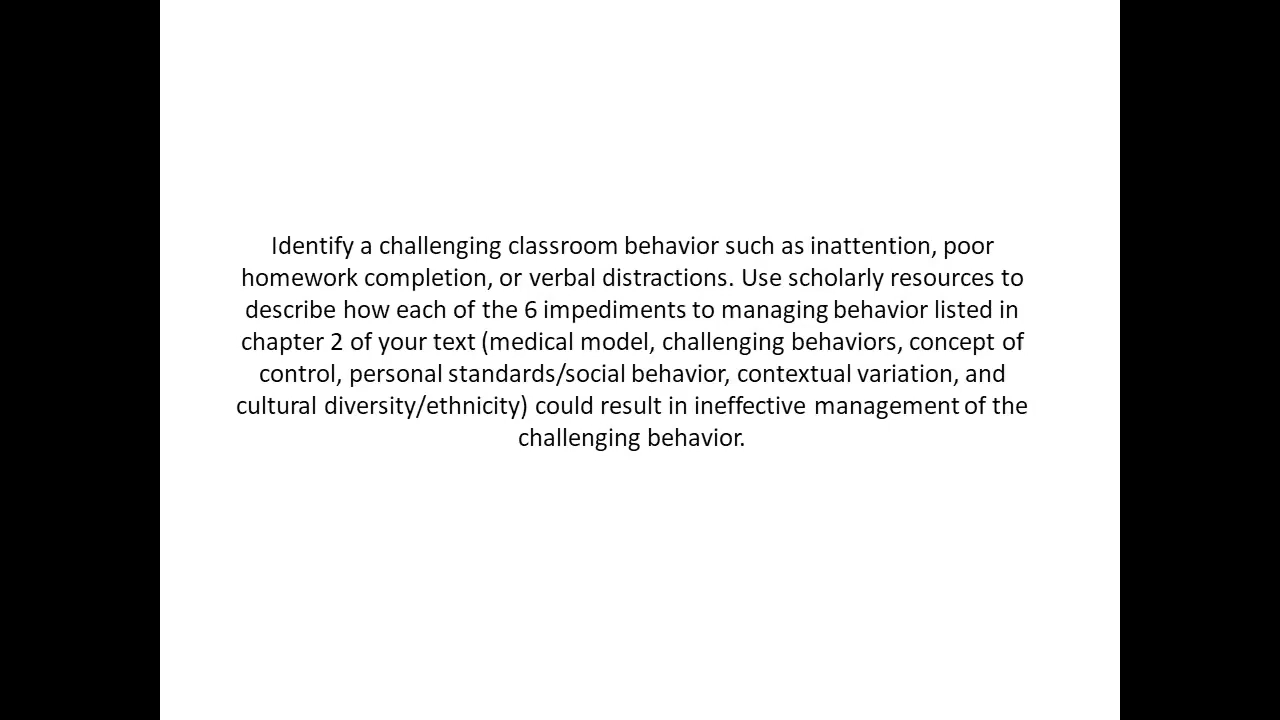 Identify a challenging classroom behavior such as inattention, poor
homework completion, or verbal distractions. Use scholarly resources to
describe how each of the 6 impediments to managing behavior listed in
chapter 2 of your text (medical model, challenging behaviors, concept of
control, personal standards/social behavior, contextual variation, and
cultural diversity/ethnicity) could result in ineffective management of the
challenging behavior.